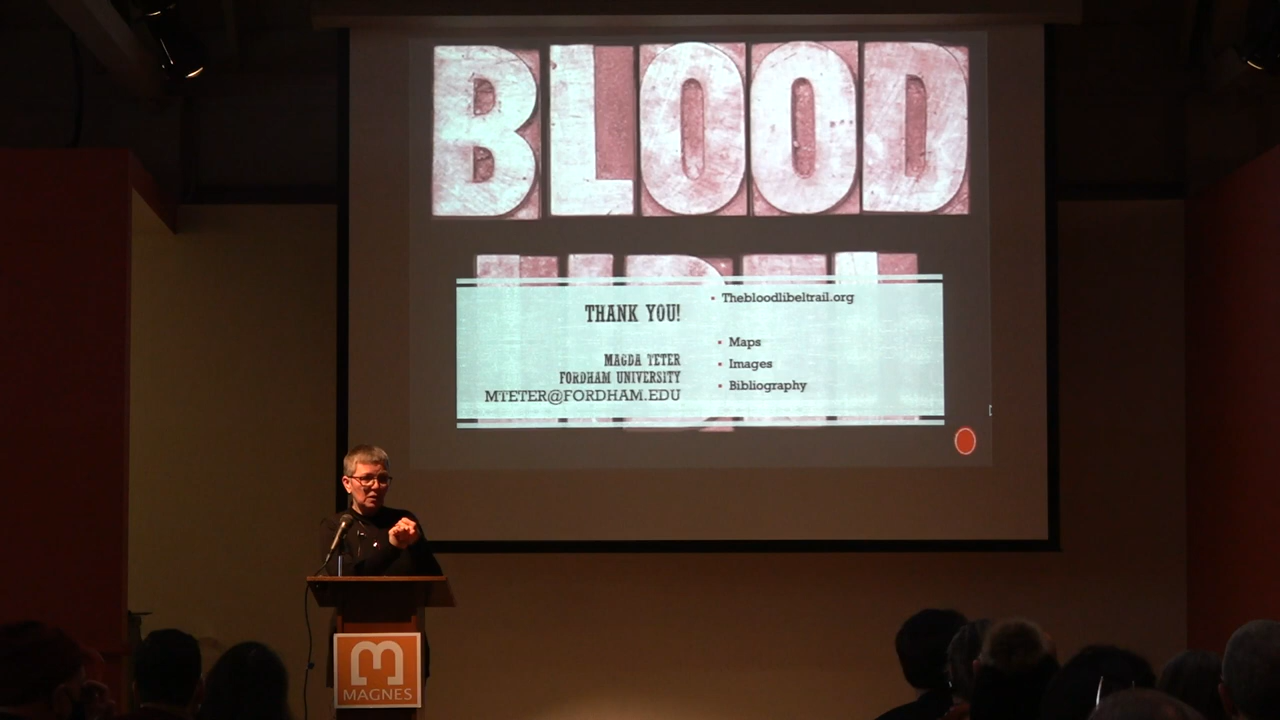 BLOOD
THANK YOU!
MAGDA TETER
FORDHAM UNIVERSITY
MTETER@FORDHAM.EDU
• Thebloodlibeltrail.org
• Maps
• Images
• Bibliography
MAGNES